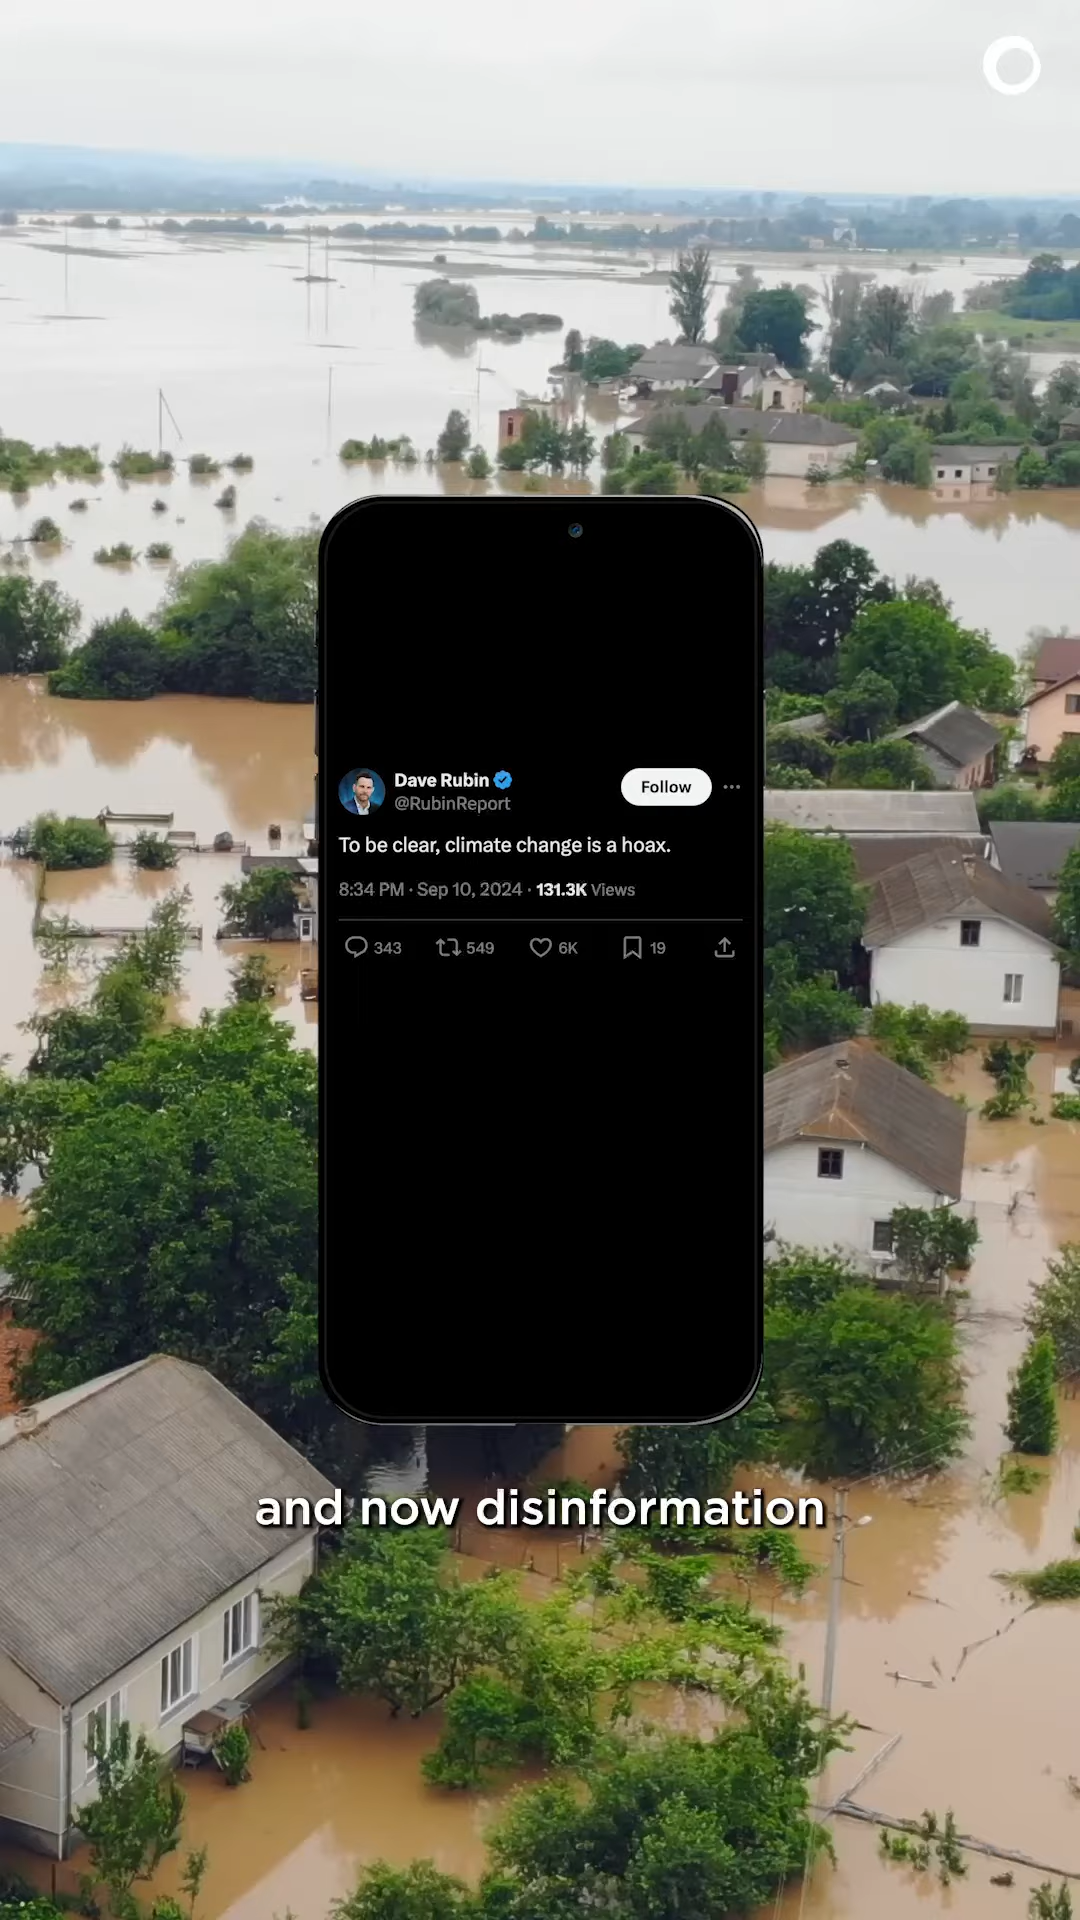 Dave Rubin
Follow
@RubinReport
To be clear, climate change is a hoax.
8:34 PM · Sep 10, 2024 · 131.3K Views
343 549 6K 19
and now disinformation